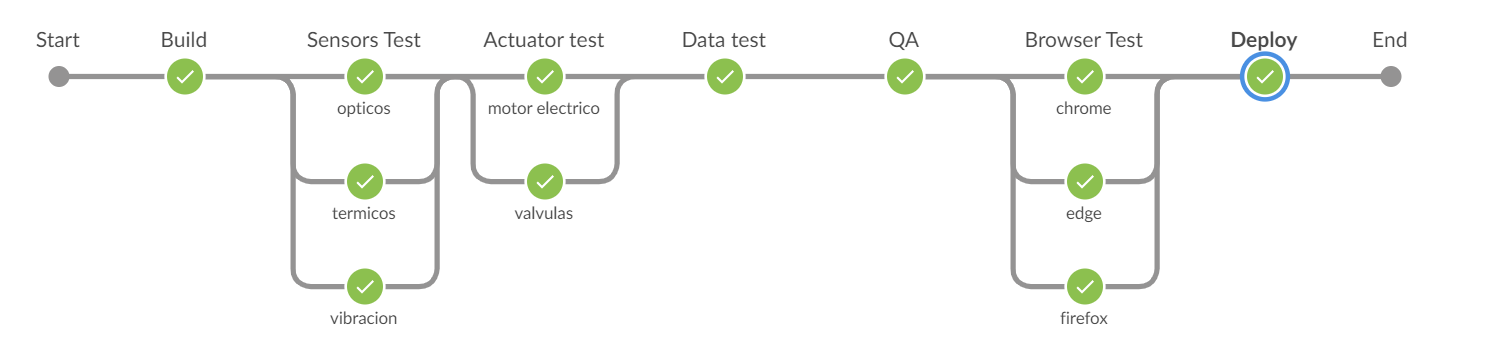 Start
Build
Sensors Test
Actuator test
Data test
QA
Browser Test
Deploy
End
opticos
motor electrico
chrome
termicos
valvulas
edge
vibracion
firefox